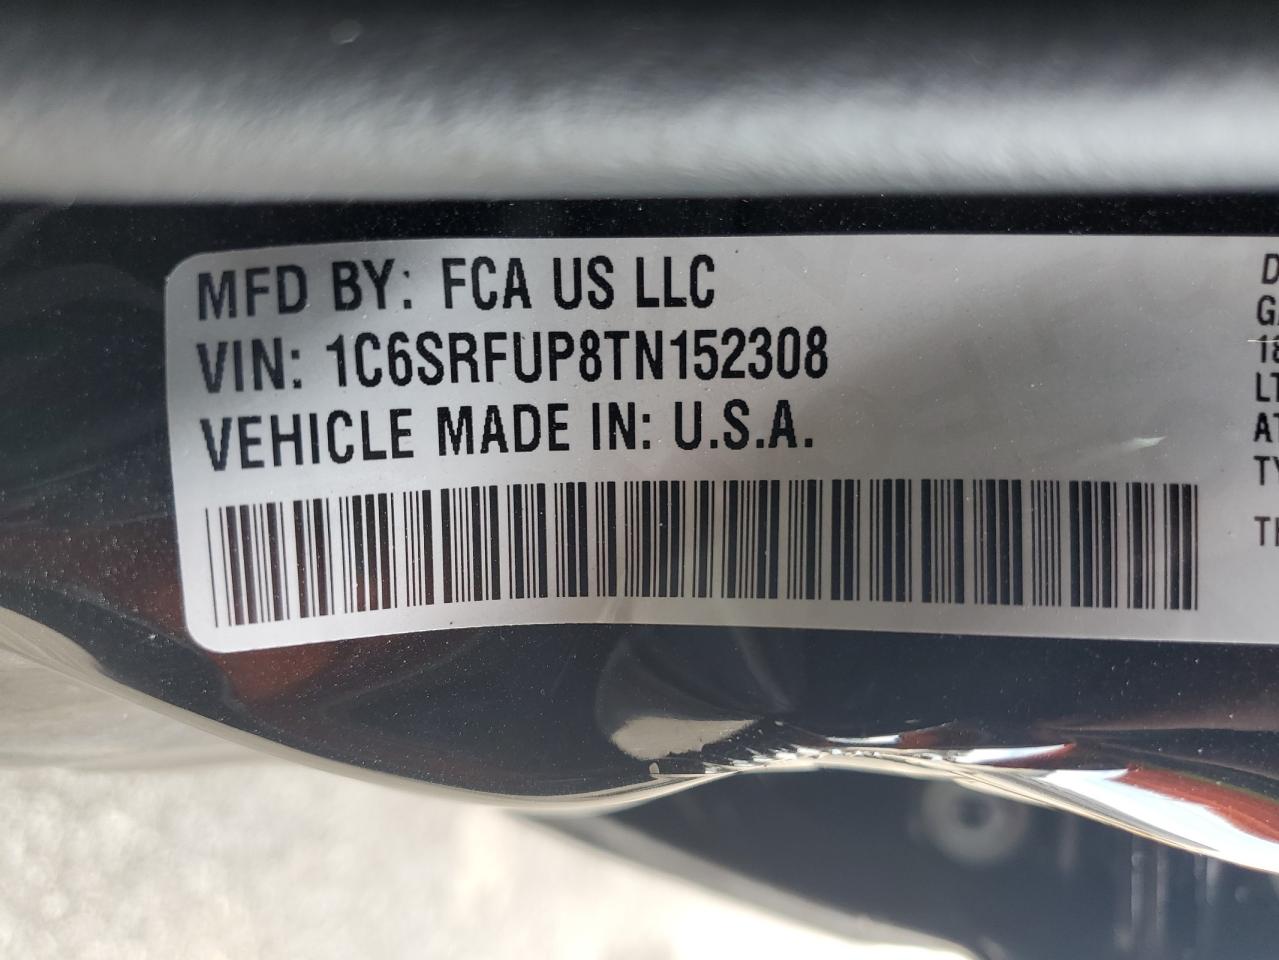 MFD BY: FCA US LLC
VIN: 1C6SRFUP8TN152308
VEHICLE MADE IN: U.S.A.